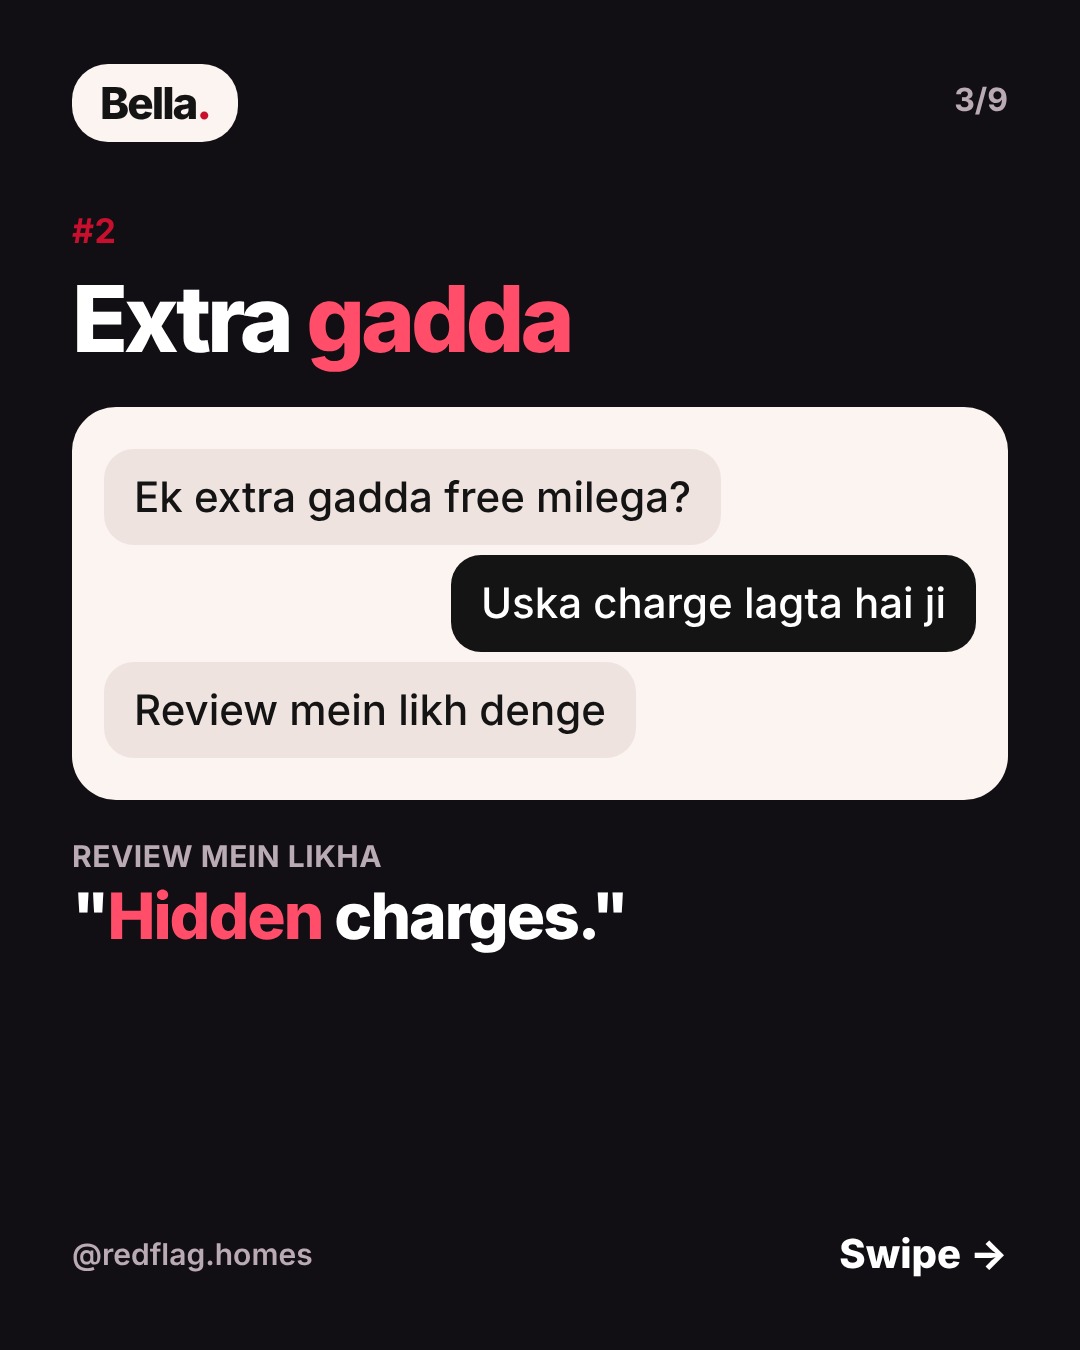 Bella.
3/9
#2
Extra gadda
Ek extra gadda free milega?
Uska charge lagta hai ji
Review mein likh denge
REVIEW MEIN LIKHA
"Hidden charges."
@redflag.homes
Swipe →